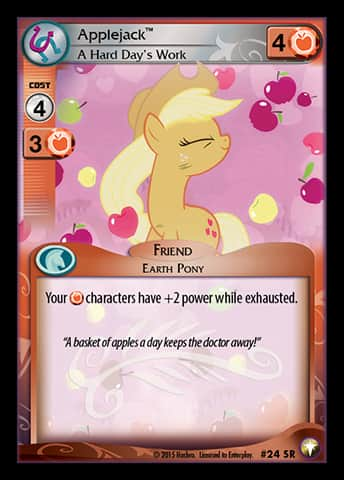 Applejack™
A Hard Day's Work
4
COST
4
3
FRIEND
EARTH PONY
Your characters have +2 power while exhausted.
"A basket of apples a day keeps the doctor away!"
© 2015 Hasbro. Licensed to Enterplay. #24 SR